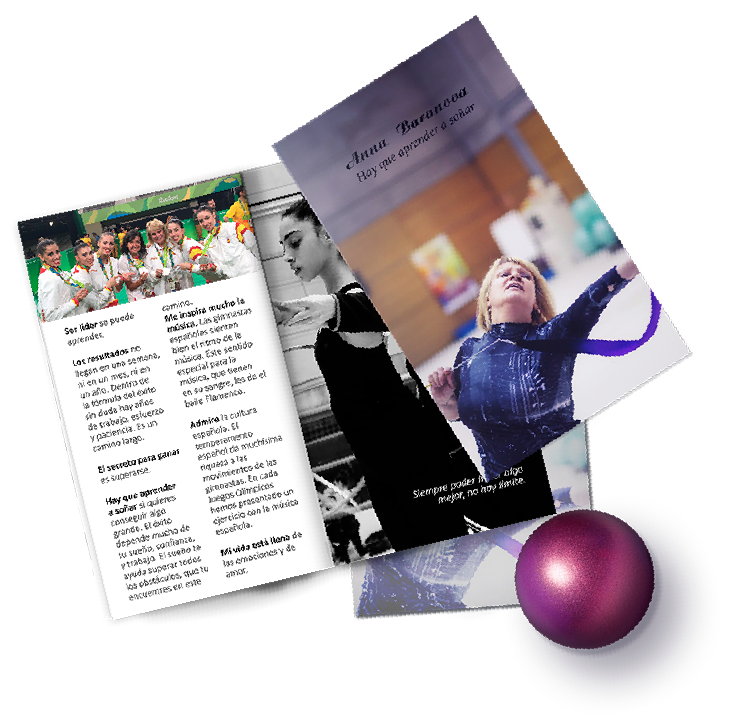 Anna Baranova
Hay que aprender a soñar
Ser líder se puede
aprender.
Los resultados no
llegan en una semana,
ni en un mes, ni en
un año. Dentro de
la fórmula del éxito
sin duda hay años
de trabajo, esfuerzo
y paciencia. Es un
camino largo.
El secreto para ganar
es superarse.
Hay que aprender
a soñar si quieres
conseguir algo
grande. El éxito
depende mucho de
tu sueño, confianza,
y trabajo. El sueño te
ayuda superar todos
los obstáculos, que tu
encuentres en este
camino.
Me inspira mucho la
música. Las gimnastas
españolas sienten
bien el ritmo de la
música. Este sentido
especial para la
música, que tienen
en su sangre, les da el
baile Flamenco.
Admiro la cultura
española. El
temperamento
español da muchísima
riqueza a las
movimientos de las
gimnastas. En cada
Juegos Olímpicos
hemos presentado un
ejercicio con la música
española.
Mi vida está llena de
las emociones y de
amor.
Siempre poder algo
mejor, no hay límite.